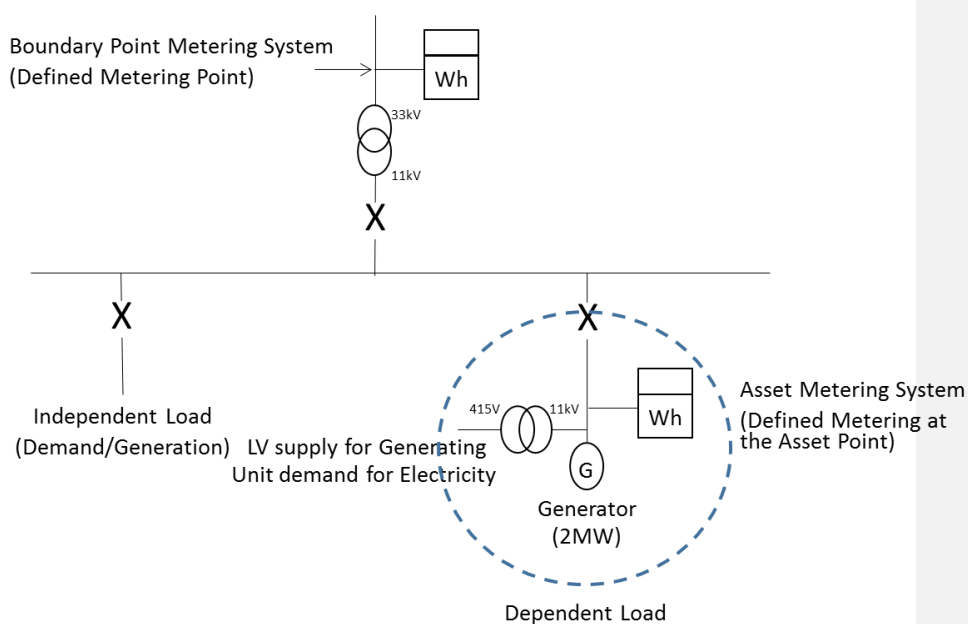 Boundary Point Metering System
(Defined Metering Point)
Wh
33kV
11kV
X
X
X
Independent Load
(Demand/Generation)
415V
11kV
LV supply for Generating
Unit demand for Electricity
Wh
Asset Metering System
(Defined Metering at
the Asset Point)
G
Generator
(2MW)
Dependent Load